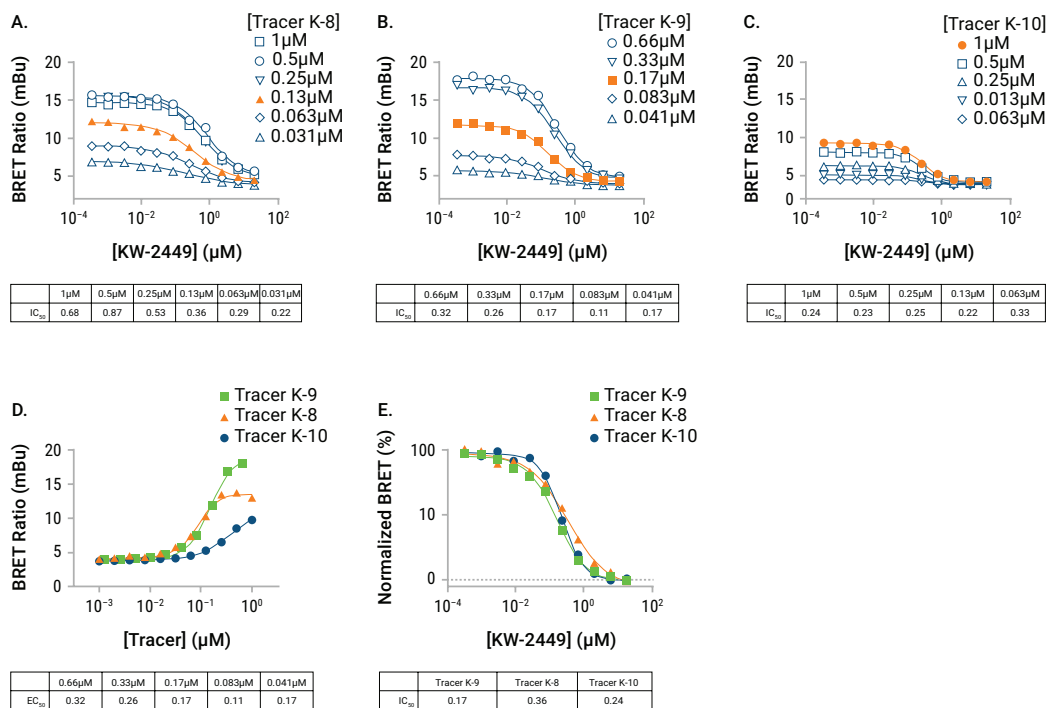 A.
[Tracer K-8]
1µM
0.5µM
0.25µM
0.13µM
0.063µM
0.031µM
BRET Ratio (mBu)
20
15
10
5
10⁻⁴ 10⁻² 10⁰ 10²
[KW-2449] (µM)
1µM 0.5µM 0.25µM 0.13µM 0.063µM 0.031µM
IC₅₀ 0.68 0.87 0.53 0.36 0.29 0.22
B.
[Tracer K-9]
0.66µM
0.33µM
0.17µM
0.083µM
0.041µM
BRET Ratio (mBu)
20
15
10
5
10⁻⁴ 10⁻² 10⁰ 10²
[KW-2449] (µM)
0.66µM 0.33µM 0.17µM 0.083µM 0.041µM
IC₅₀ 0.32 0.26 0.17 0.11 0.17
C.
[Tracer K-10]
1µM
0.5µM
0.25µM
0.013µM
0.063µM
BRET Ratio (mBu)
20
15
10
5
0
10⁻⁴ 10⁻² 10⁰ 10²
[KW-2449] (µM)
1µM 0.5µM 0.25µM 0.13µM 0.063µM
IC₅₀ 0.24 0.23 0.25 0.22 0.33
D.
Tracer K-9
Tracer K-8
Tracer K-10
BRET Ratio (mBu)
20
15
10
5
0
10⁻³ 10⁻² 10⁻¹ 10⁰
[Tracer] (µM)
0.66µM 0.33µM 0.17µM 0.083µM 0.041µM
EC₅₀ 0.32 0.26 0.17 0.11 0.17
E.
Tracer K-9
Tracer K-8
Tracer K-10
Normalized BRET (%)
100
10
0
10⁻⁴ 10⁻² 10⁰ 10²
[KW-2449] (µM)
Tracer K-9 Tracer K-8 Tracer K-10
IC₅₀ 0.17 0.36 0.24